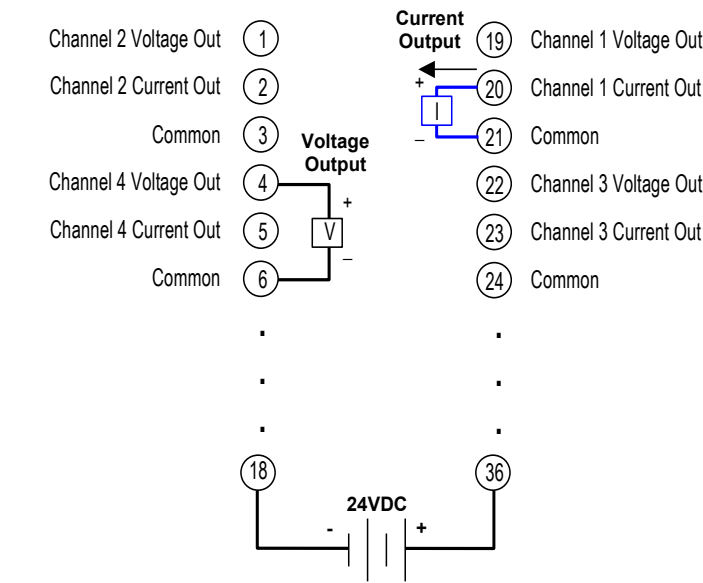 Channel 2 Voltage Out 1
Channel 2 Current Out 2
Common 3
Channel 4 Voltage Out 4
Channel 4 Current Out 5
Common 6
Voltage
Output
+
V
–
Current
Output
19 Channel 1 Voltage Out
20 Channel 1 Current Out
21 Common
22 Channel 3 Voltage Out
23 Channel 3 Current Out
24 Common
+
I
–
18
36
24VDC
- +